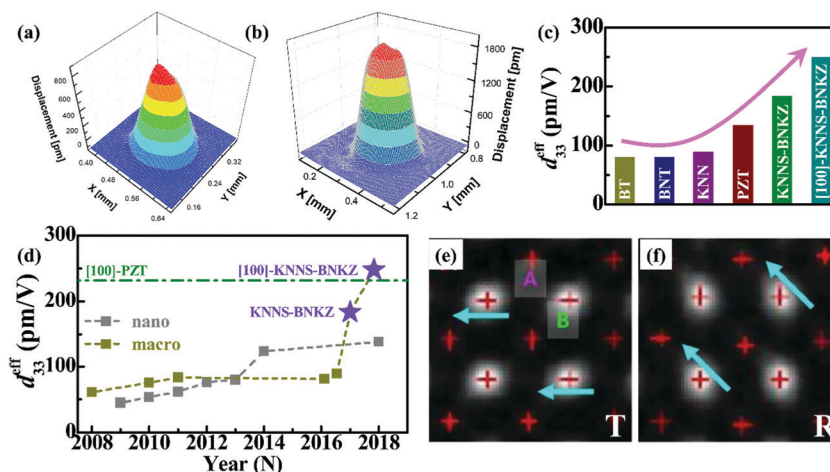 (a)
Displacement [pm]
800
600
400
200
0
0.40
0.48
0.56
0.64
X [mm]
0.16
0.24
0.32
Y [mm]
(b)
1800
1200
600
0
Displacement [pm]
0.2
0.4
X [mm]
0.8
1.0
1.2
Y [mm]
(c)
300
200
100
0
d33^eff (pm/V)
BT
BNT
KNN
PZT
KNNS-BNKZ
[100]-KNNS-BNKZ
(d)
300
250
200
150
100
50
0
d33^eff (pm/V)
[100]-PZT
[100]-KNNS-BNKZ
KNNS-BNKZ
nano
macro
2008 2010 2012 2014 2016 2018
Year (N)
(e)
A
B
T
(f)
R